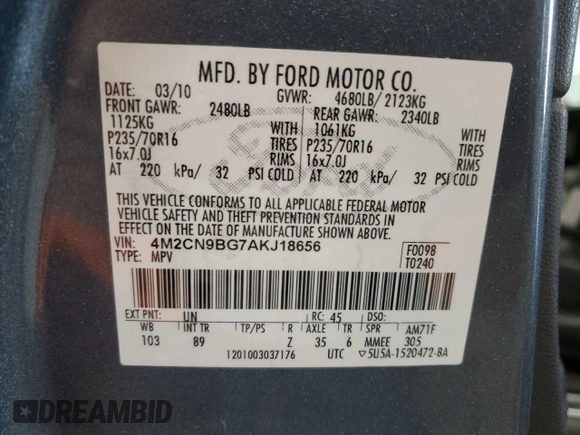 MFD. BY FORD MOTOR CO.
DATE: 03/10 GVWR: 4680LB/ 2123KG
FRONT GAWR: 2480LB REAR GAWR: 2340LB
1125KG WITH 1061KG WITH
P235/70R16 TIRES P235/70R16 TIRES
16x7.0J RIMS 16x7.0J RIMS
AT 220 kPa/ 32 PSI COLD AT 220 kPa/ 32 PSI COLD
THIS VEHICLE CONFORMS TO ALL APPLICABLE FEDERAL MOTOR
VEHICLE SAFETY AND THEFT PREVENTION STANDARDS IN
EFFECT ON THE DATE OF MANUFACTURE SHOWN ABOVE.
VIN: 4M2CN9BG7AKJ18656 F0098
TYPE: MPV T0240
EXT PNT: UN RC: 45 DSO:
WB INT TR TP/PS R AXLE TR SPR AM71F
103 89 Z 35 6 MMEE 305
1201003037176 UTC ▽5U5A-1520472-BA
Ford
DREAMBID